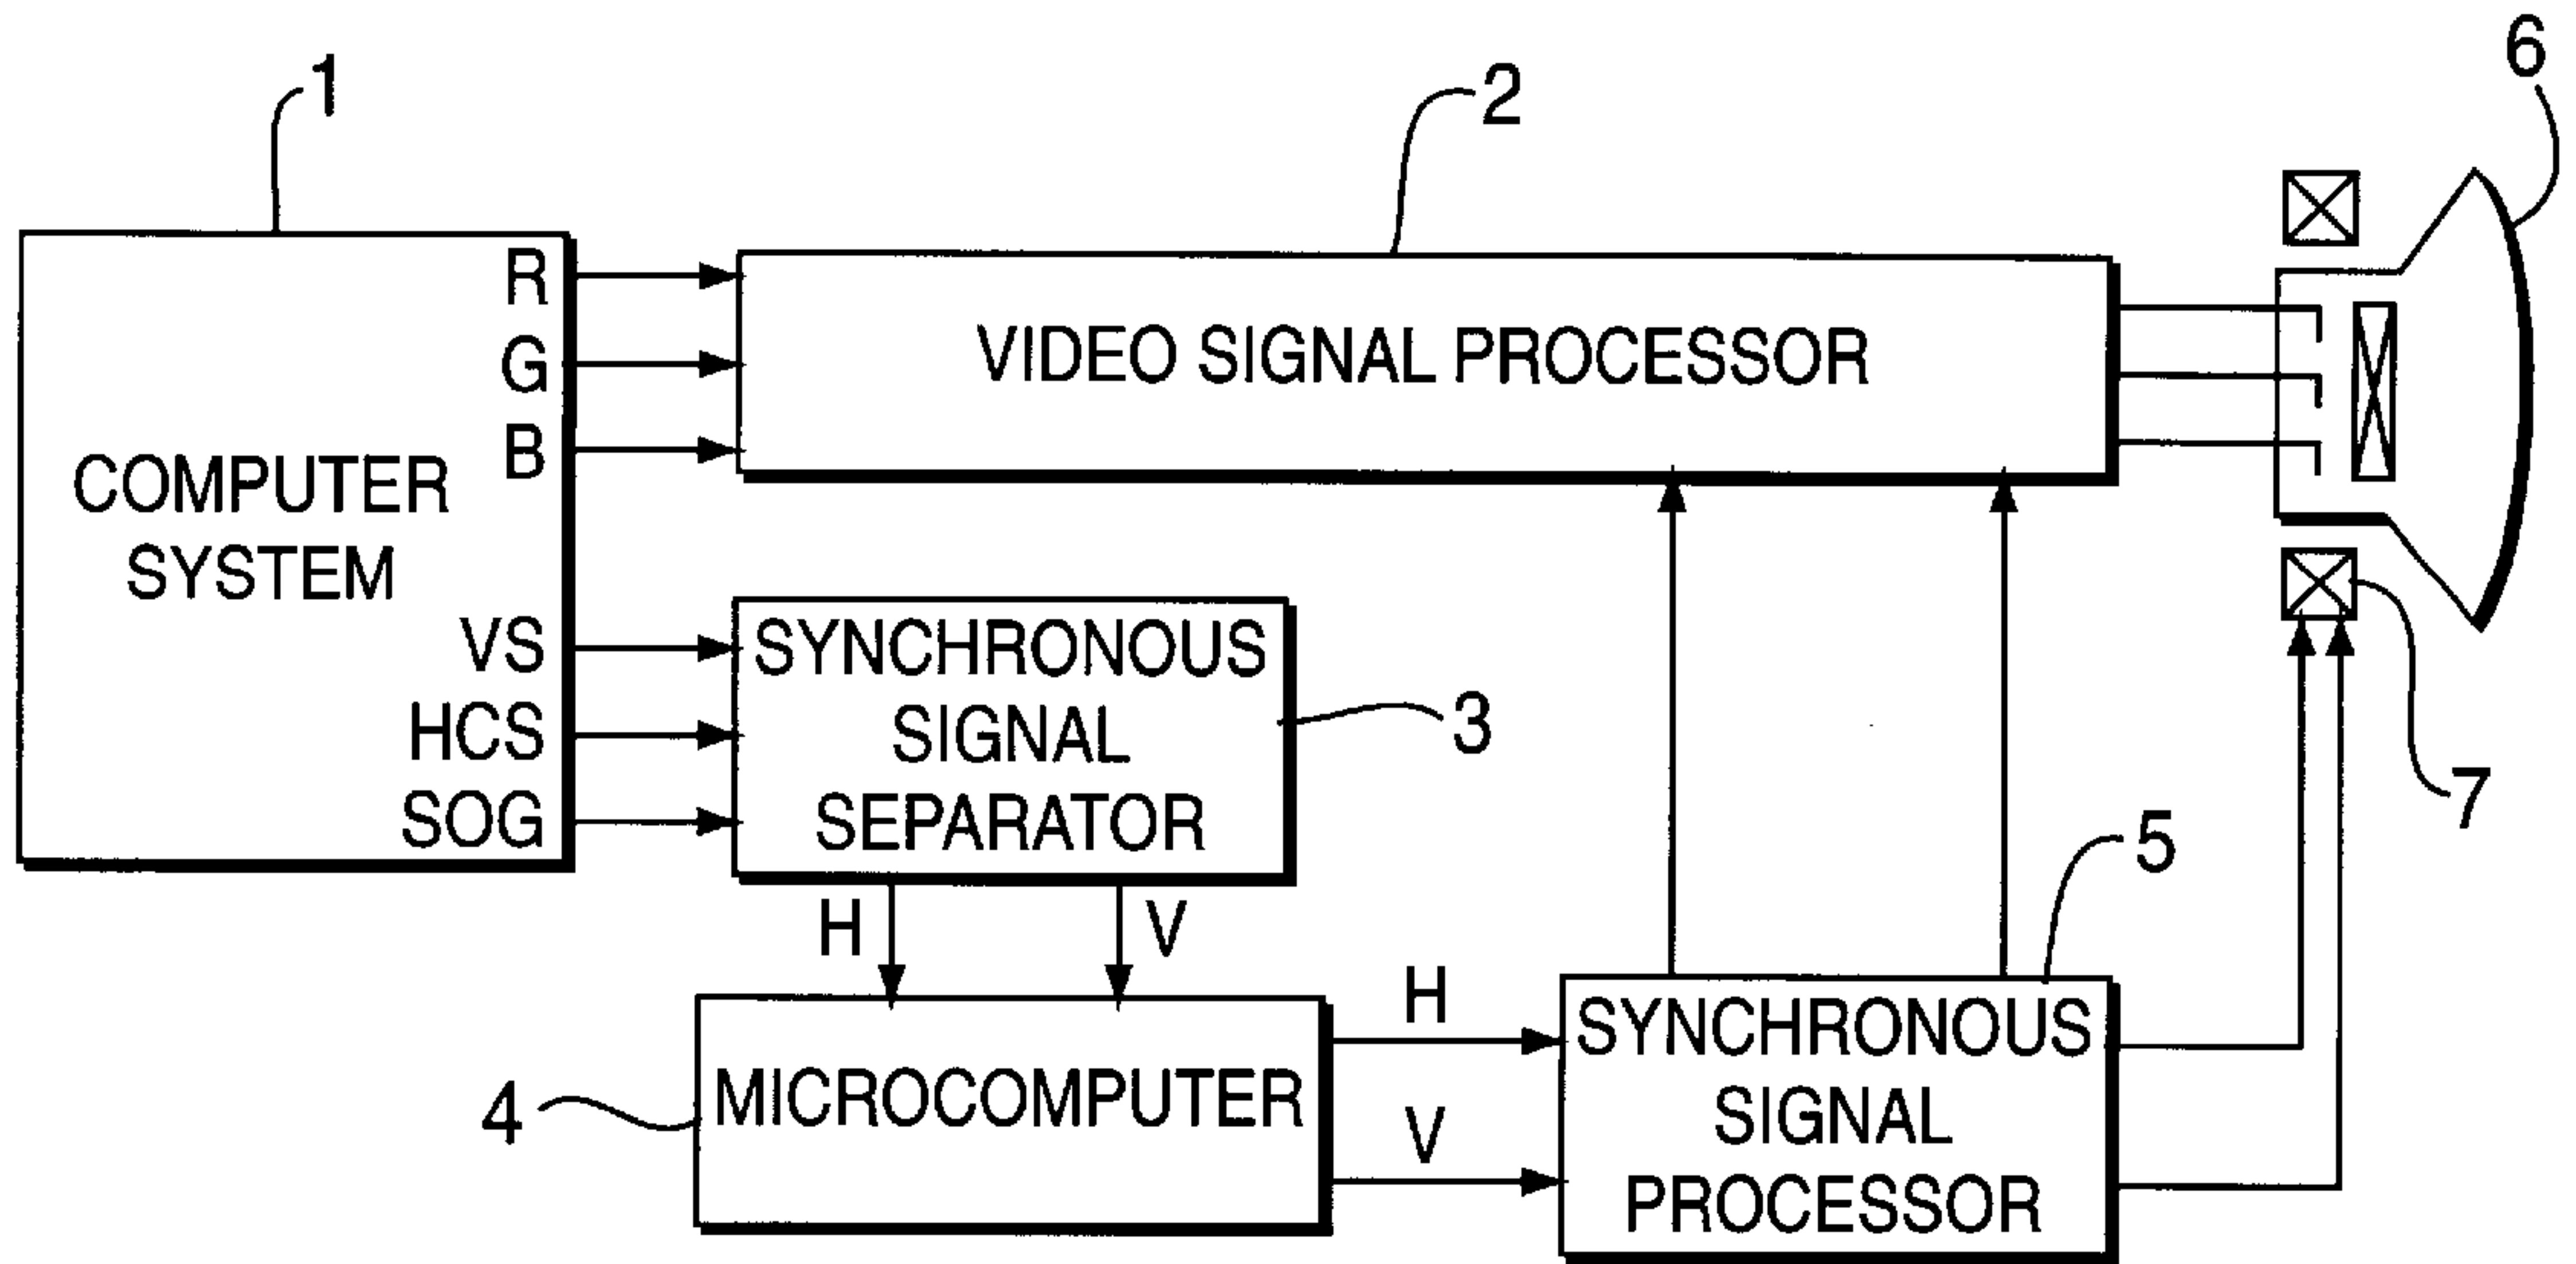 1
2
6
R
G
B
COMPUTER
SYSTEM
VS
HCS
SOG
VIDEO SIGNAL PROCESSOR
SYNCHRONOUS
SIGNAL
SEPARATOR
3
7
H
V
4
MICROCOMPUTER
H
V
5
SYNCHRONOUS
SIGNAL
PROCESSOR